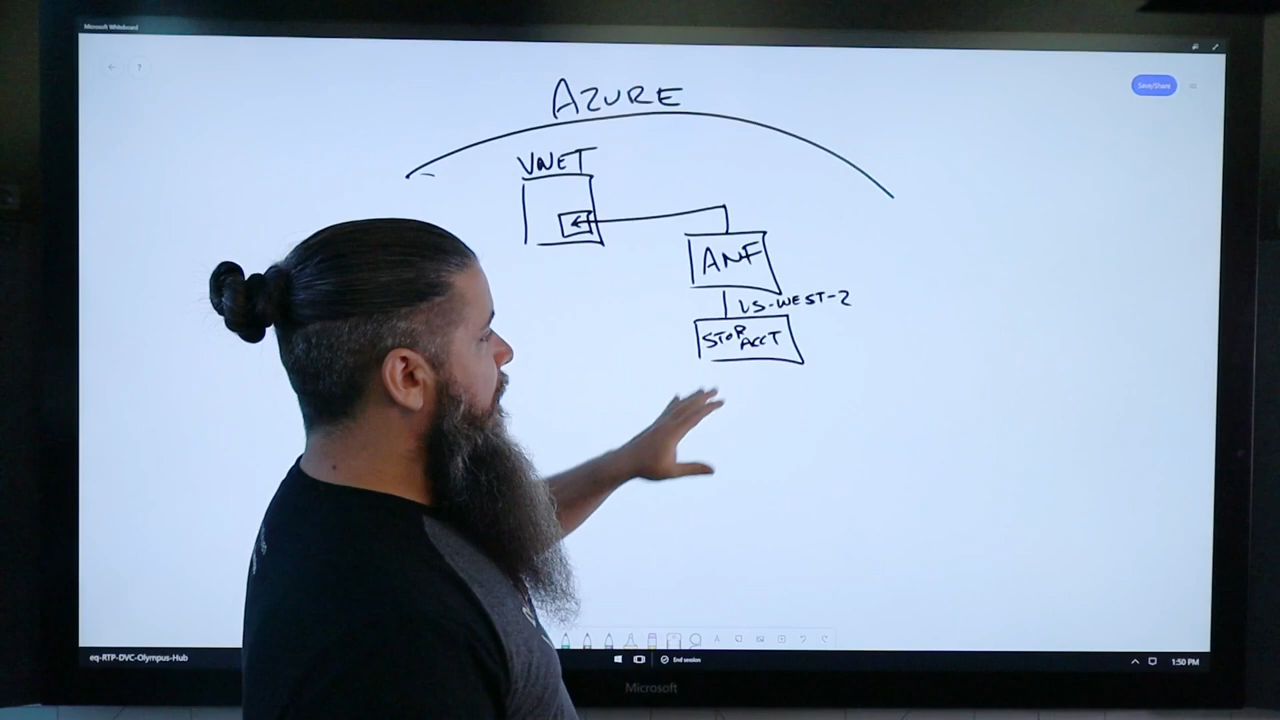 Microsoft Whiteboard
?
Save/Share
AZURE
VNET
ANF
US-WEST-2
STOR ACCT
A
End session
eq-RTP-DVC-Olympus-Hub
1:50 PM
Microsoft